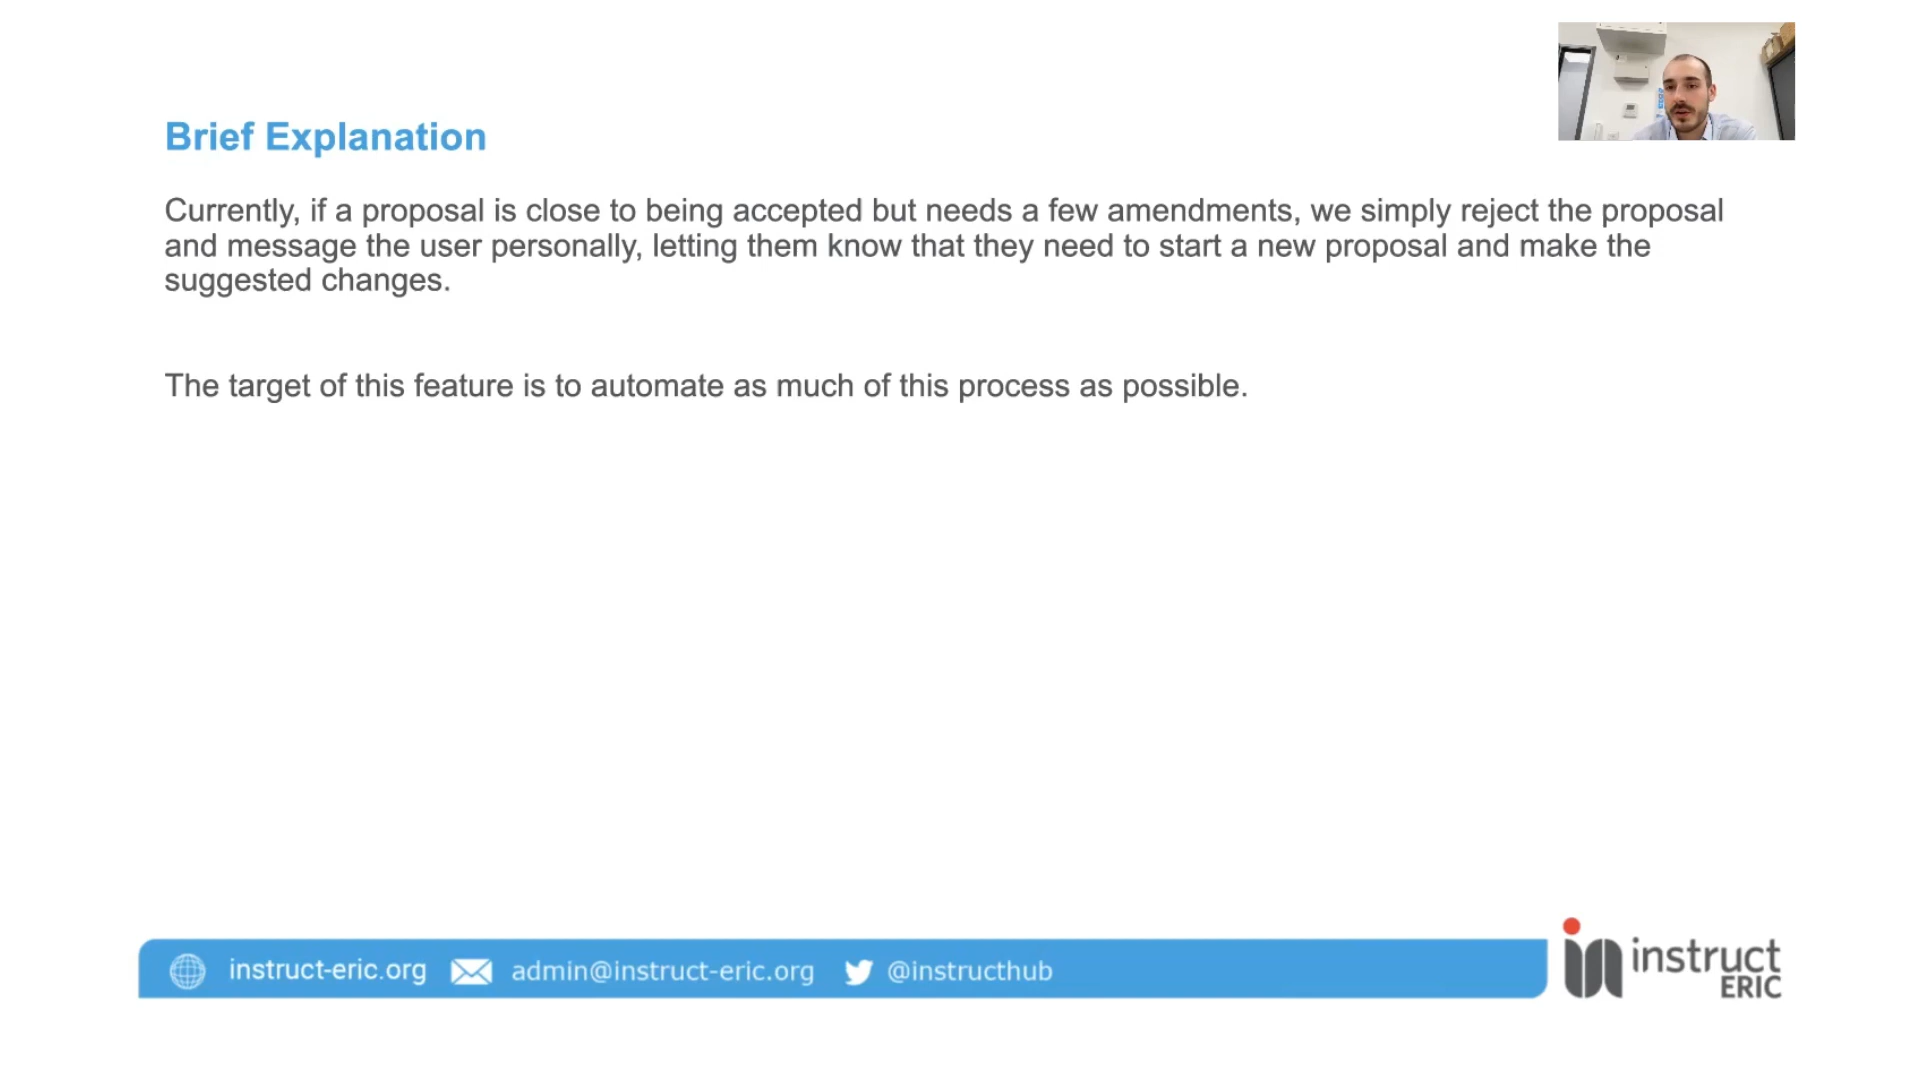 Brief Explanation
Currently, if a proposal is close to being accepted but needs a few amendments, we simply reject the proposal
and message the user personally, letting them know that they need to start a new proposal and make the
suggested changes.
The target of this feature is to automate as much of this process as possible.
instruct-eric.org admin@instruct-eric.org @instructhub
instruct
ERIC